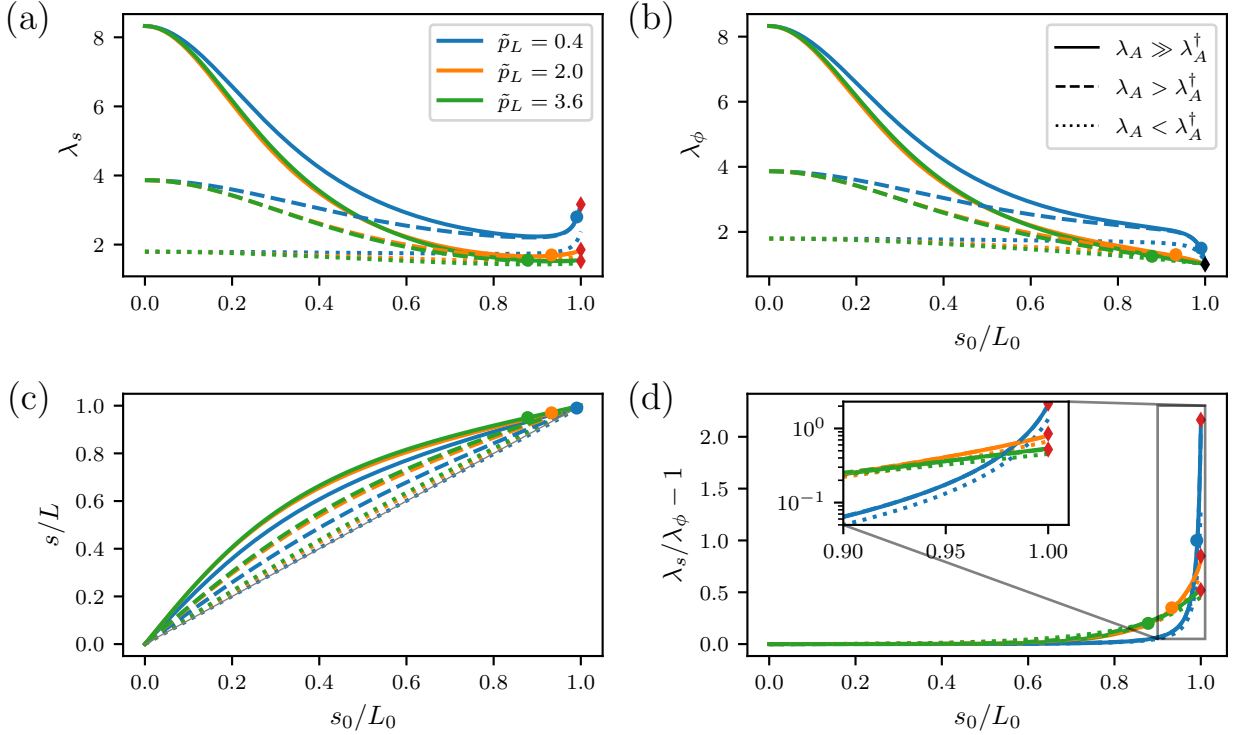 (a)
8
6
4
2
λ_s
0.0 0.2 0.4 0.6 0.8 1.0
p̃_L = 0.4
p̃_L = 2.0
p̃_L = 3.6
(b)
8
6
4
2
λ_ϕ
0.0 0.2 0.4 0.6 0.8 1.0
s_0/L_0
λ_A ≫ λ_A^†
λ_A > λ_A^†
λ_A < λ_A^†
(c)
1.0
0.8
0.6
0.4
0.2
0.0
s/L
0.0 0.2 0.4 0.6 0.8 1.0
s_0/L_0
(d)
2.0
1.5
1.0
0.5
0.0
λ_s/λ_ϕ − 1
10^0
10^−1
0.90 0.95 1.00
0.0 0.2 0.4 0.6 0.8 1.0
s_0/L_0